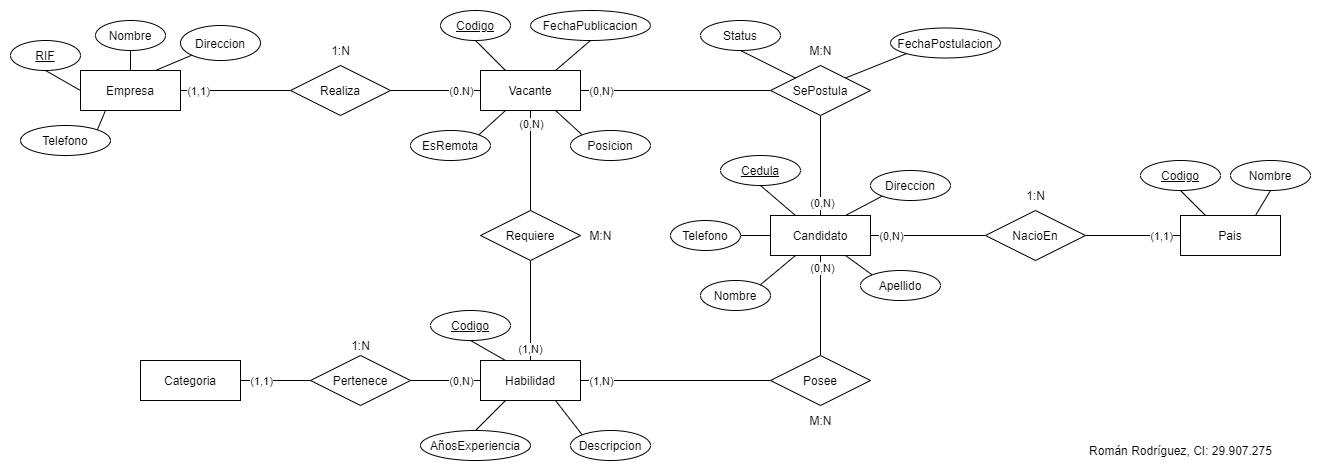 Codigo
FechaPublicacion
Status
M:N
FechaPostulacion
Nombre
Direccion
RIF
1:N
Empresa
(1,1)
Realiza
(0.N)
Vacante
(0,N)
SePostula
Telefono
EsRemota
(0,N)
Posicion
Cedula
Direccion
Codigo
Nombre
(0,N)
1:N
Requiere
M:N
Telefono
Candidato
(0,N)
NacioEn
(1,1)
Pais
(0,N)
Nombre
Apellido
Codigo
1:N
(1,N)
Categoria
(1,1)
Pertenece
(0,N)
Habilidad
(1,N)
Posee
M:N
AñosExperiencia
Descripcion
Román Rodríguez, CI: 29.907.275